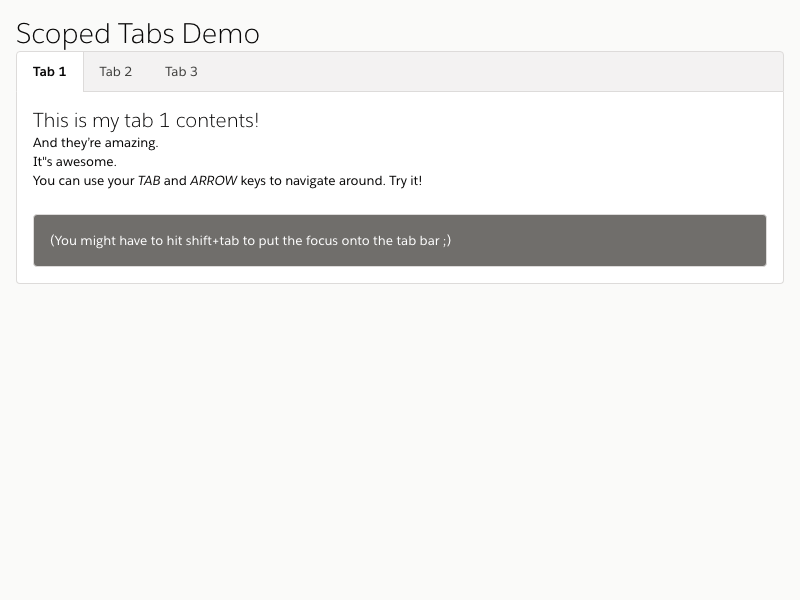 Scoped Tabs Demo
Tab 1 Tab 2 Tab 3
This is my tab 1 contents!
And they're amazing.
It"s awesome.
You can use your TAB and ARROW keys to navigate around. Try it!
(You might have to hit shift+tab to put the focus onto the tab bar ;)